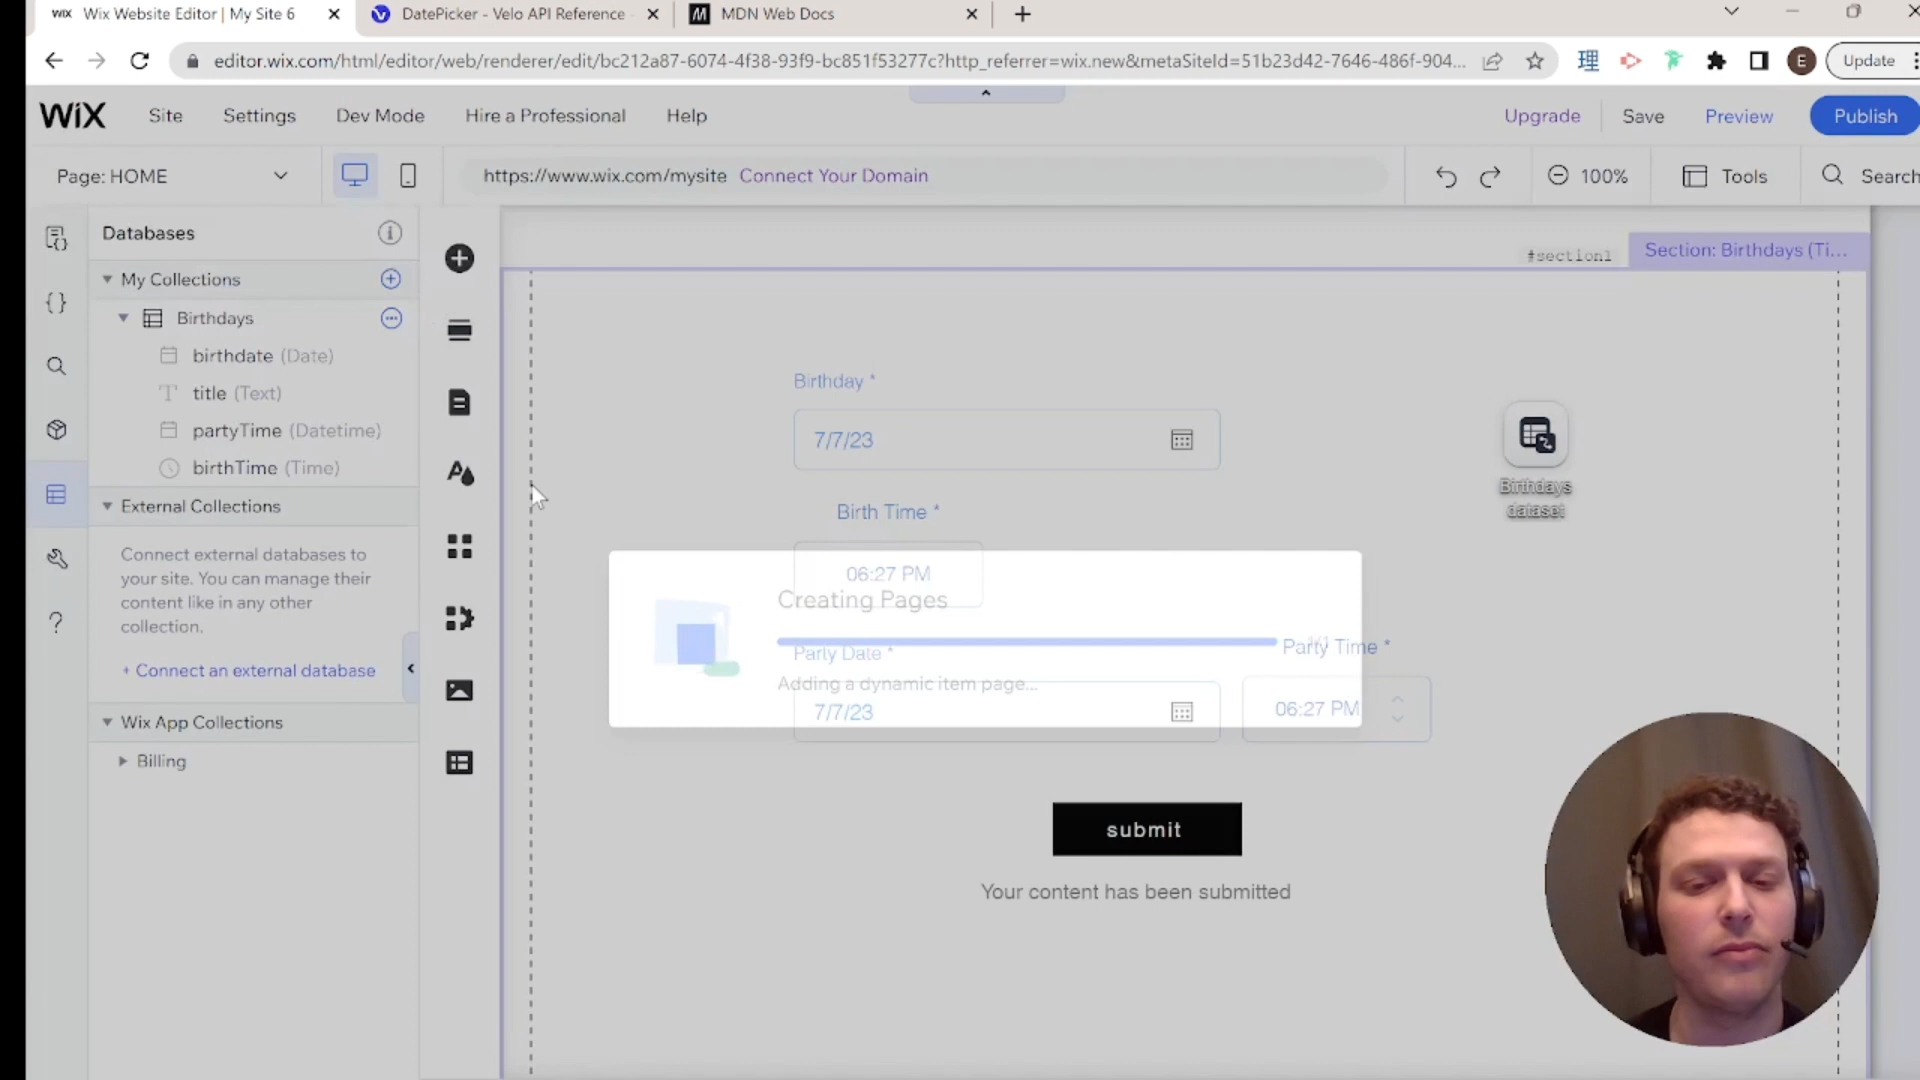 WiX Wix Website Editor | My Site 6
DatePicker - Velo API Reference
MDN Web Docs
editor.wix.com/html/editor/web/renderer/edit/bc212a87-6074-4f38-93f9-bc851f53277c?http_referrer=wix.new&metaSiteId=51b23d42-7646-486f-904...
理
E
Update
WiX Site Settings Dev Mode Hire a Professional Help
Upgrade Save Preview Publish
Page: HOME
https://www.wix.com/mysite Connect Your Domain
100% Tools Search
Databases
My Collections
Birthdays
birthdate (Date)
title (Text)
partyTime (Datetime)
birthTime (Time)
External Collections
Connect external databases to
your site. You can manage their
content like in any other
collection.
+ Connect an external database
Wix App Collections
Billing
#section1
Section: Birthdays (Ti...
Birthday *
7/7/23
Birthdays
dataset
Birth Time *
06:27 PM
Creating Pages
Party Date *
Party Time *
Adding a dynamic item page...
7/7/23
06:27 PM
submit
Your content has been submitted